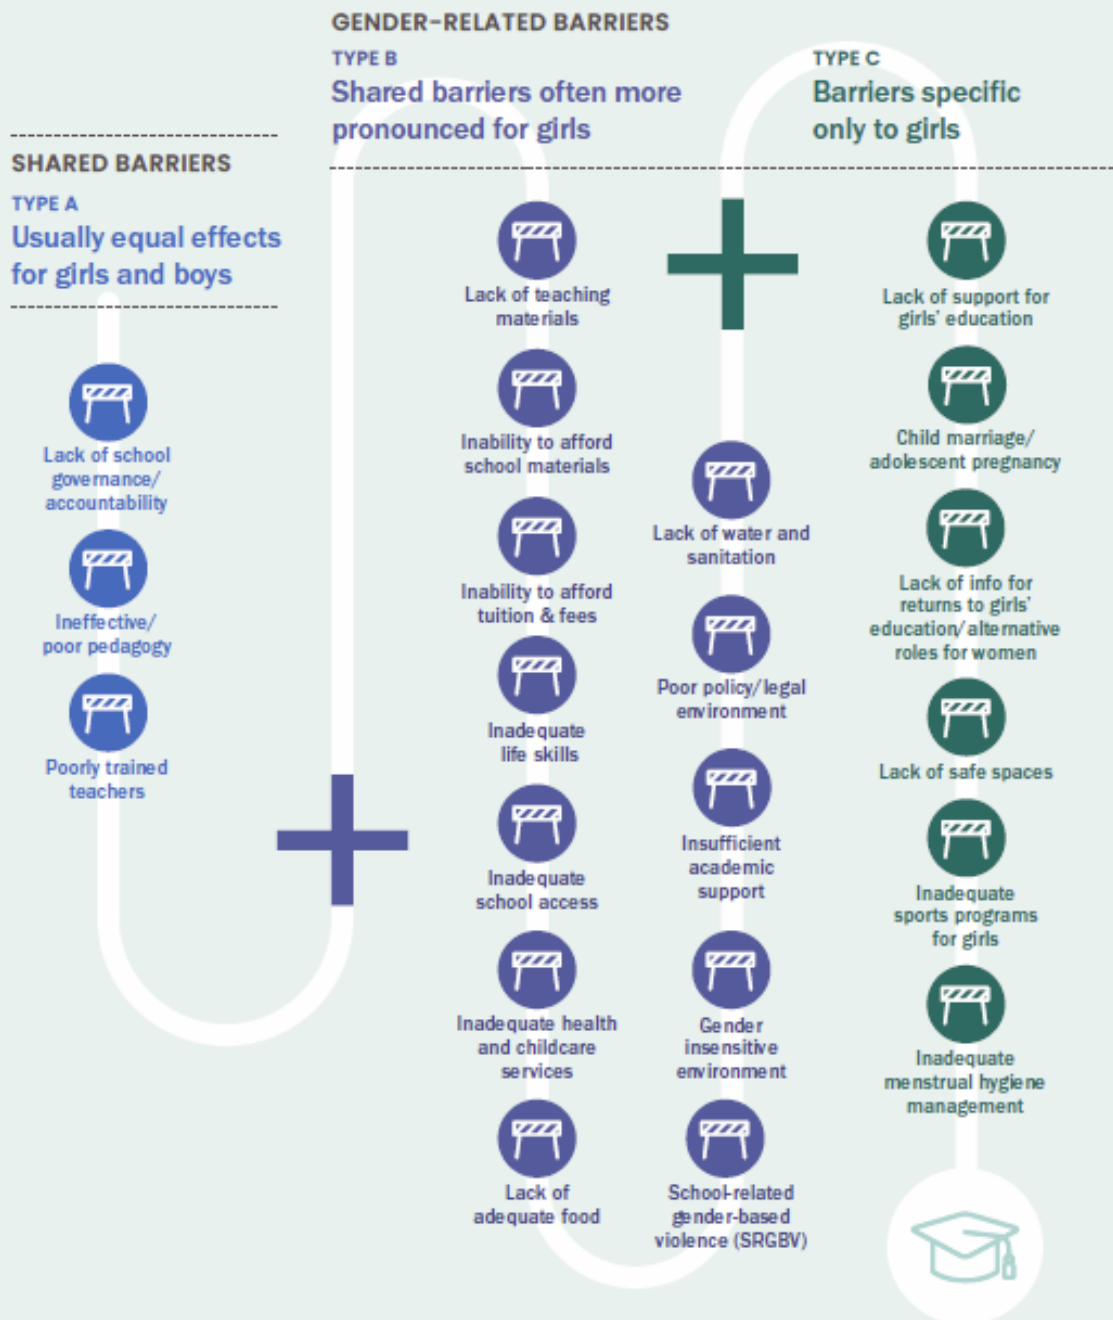 GENDER-RELATED BARRIERS
TYPE B
Shared barriers often more
pronounced for girls
TYPE C
Barriers specific
only to girls
SHARED BARRIERS
TYPE A
Usually equal effects
for girls and boys
Lack of school
governance/
accountability
Ineffective/
poor pedagogy
Poorly trained
teachers
Lack of teaching
materials
Inability to afford
school materials
Inability to afford
tuition & fees
Inadequate
life skills
Inadequate
school access
Inadequate health
and childcare
services
Lack of
adequate food
Lack of water and
sanitation
Poor policy/legal
environment
Insufficient
academic
support
Gender
insensitive
environment
School-related
gender-based
violence (SRGBV)
Lack of support for
girls’ education
Child marriage/
adolescent pregnancy
Lack of info for
returns to girls’
education/alternative
roles for women
Lack of safe spaces
Inadequate
sports programs
for girls
Inadequate
menstrual hygiene
management